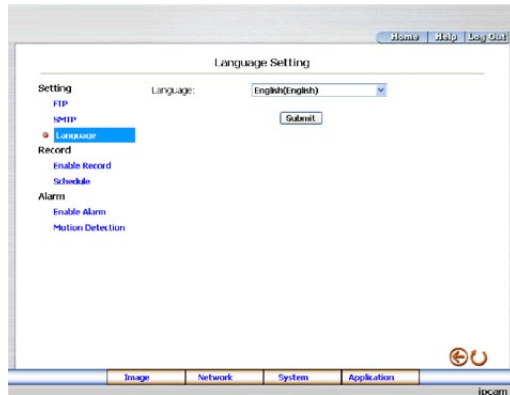 Home Help Log Out
Language Setting
Setting
Language: English(English)
FTP
SMTP
Submit
Language
Record
Enable Record
Schedule
Alarm
Enable Alarm
Motion Detection
Image Network System Application
ipcam